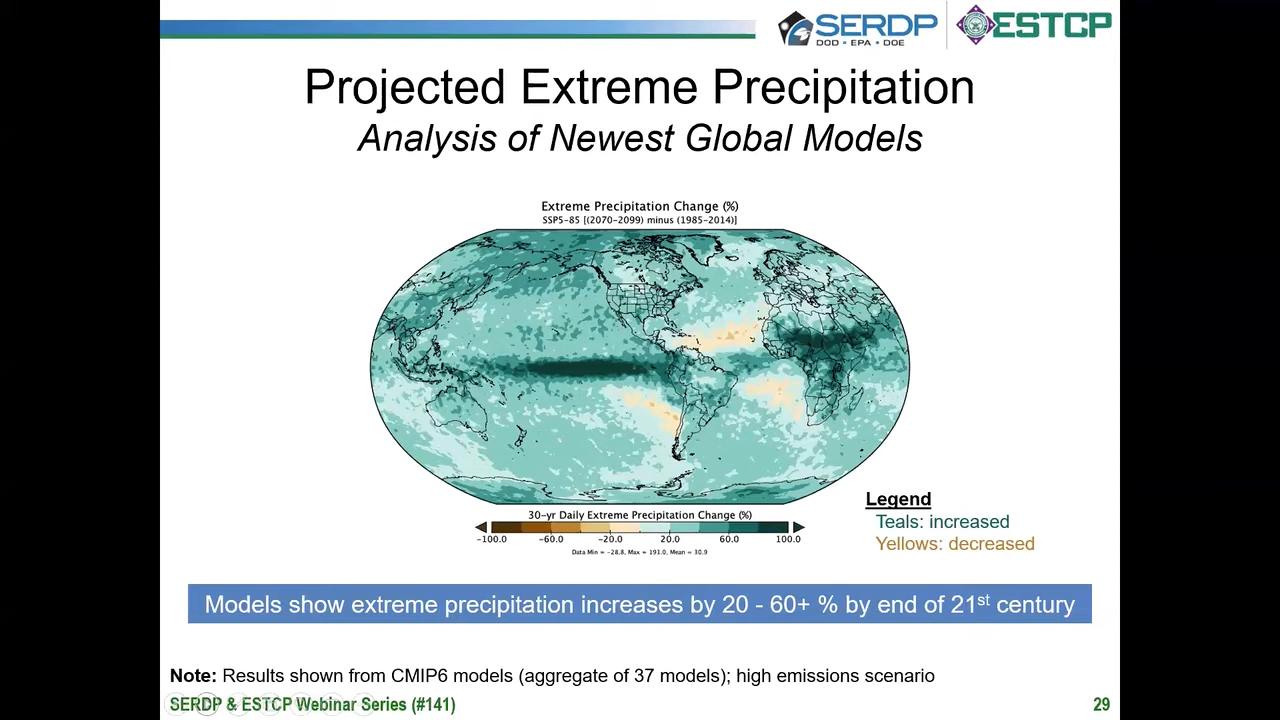 SERDP
DOD • EPA • DOE
ESTCP
Projected Extreme Precipitation
Analysis of Newest Global Models
Extreme Precipitation Change (%)
SSP5-85 [(2070-2099) minus (1985-2014)]
30-yr Daily Extreme Precipitation Change (%)
-100.0 -60.0 -20.0 20.0 60.0 100.0
Data Min = -28.8, Max = 191.0, Mean = 30.9
Legend
Teals: increased
Yellows: decreased
Models show extreme precipitation increases by 20 - 60+ % by end of 21st century
Note: Results shown from CMIP6 models (aggregate of 37 models); high emissions scenario
SERDP & ESTCP Webinar Series (#141)
29